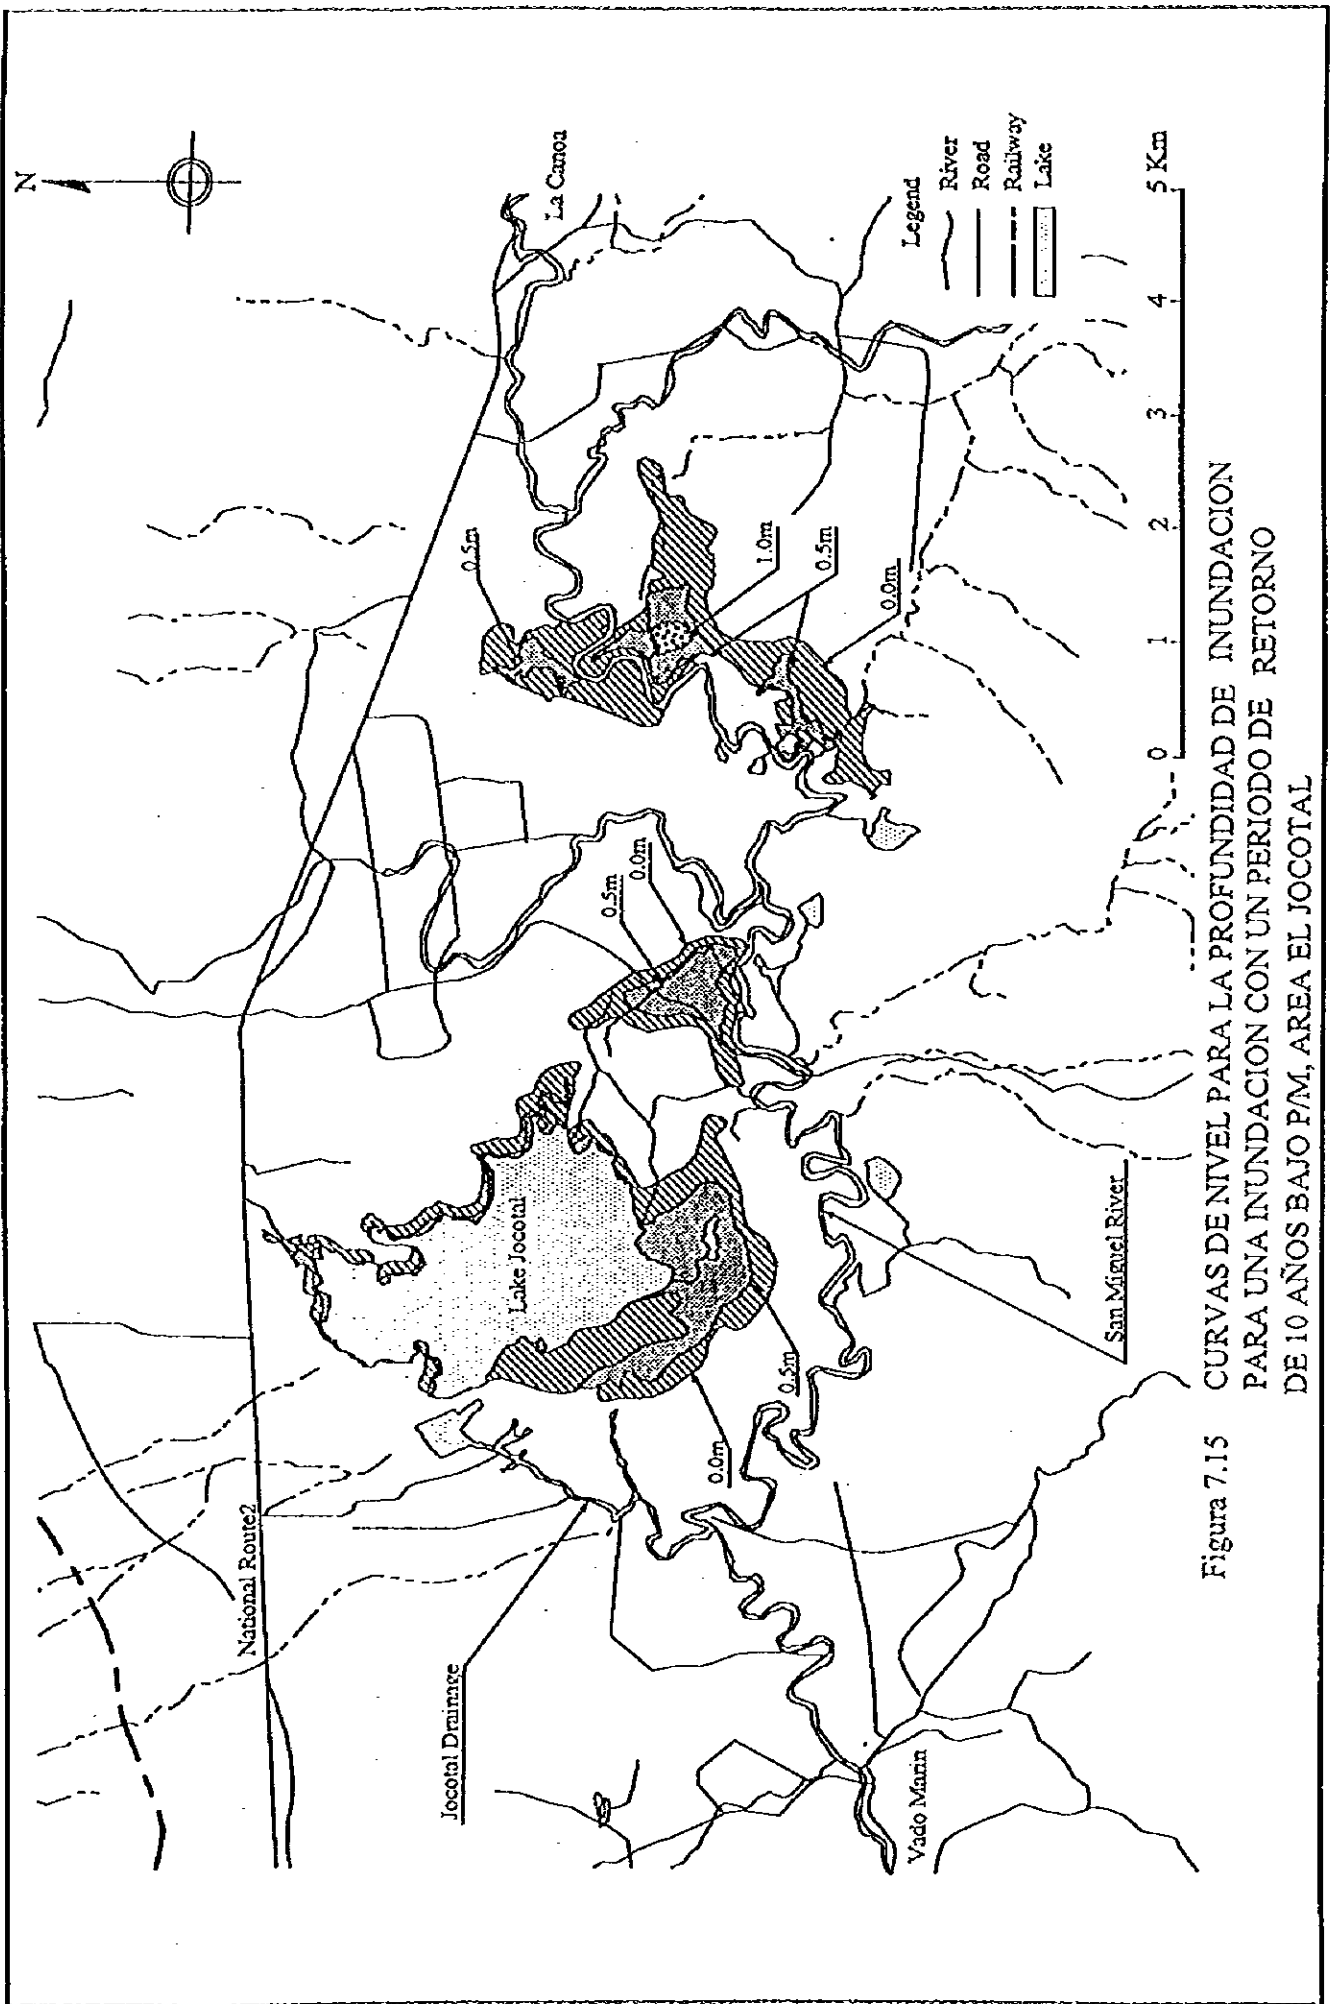 N
National Route2
La Canoa
0.5m
1.0m
0.5m
0.0m
0.5m
0.0m
Lake Jocotal
0.5m
0.0m
Jocotal Drainage
San Miguel River
Vado Marin
Legend
River
Road
Railway
Lake
0 1 2 3 4 5 Km
Figura 7.15 CURVAS DE NIVEL PARA LA PROFUNDIDAD DE INUNDACION
PARA UNA INUNDACION CON UN PERIODO DE RETORNO
DE 10 AÑOS BAJO P/M, AREA EL JOCOTAL